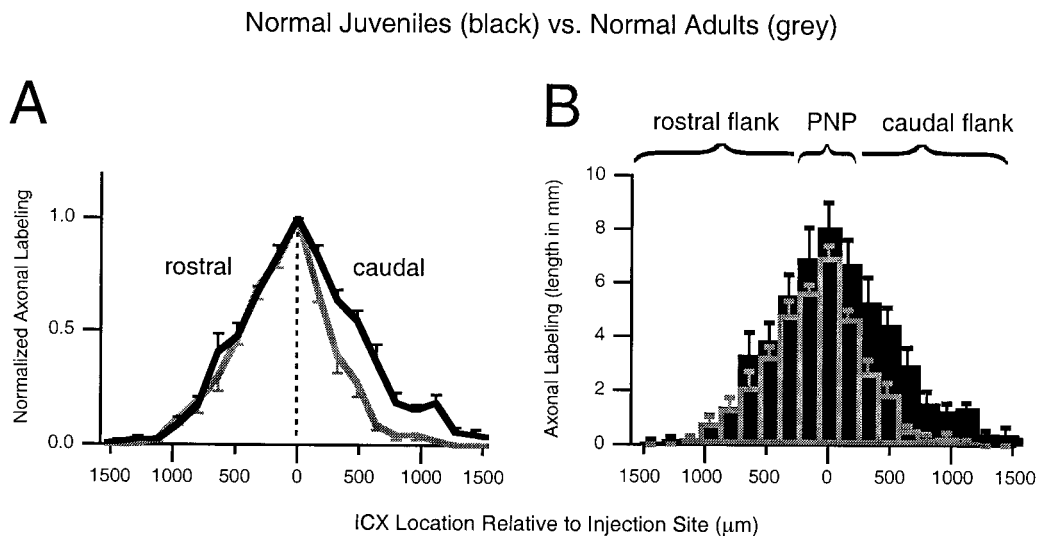 Normal Juveniles (black) vs. Normal Adults (grey)
A
Normalized Axonal Labeling
1.0
0.5
0.0
rostral
caudal
1500 1000 500 0 500 1000 1500
B
rostral flank PNP caudal flank
Axonal Labeling (length in mm)
10
8
6
4
2
0
1500 1000 500 0 500 1000 1500
ICX Location Relative to Injection Site (μm)